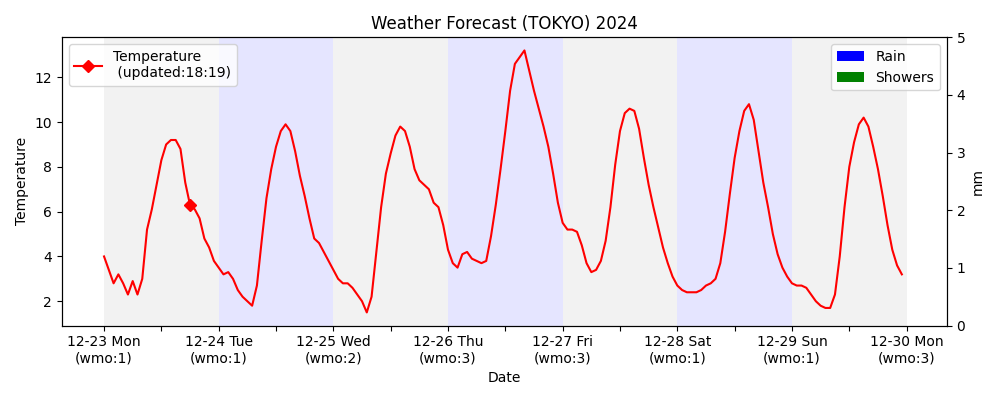 Weather Forecast (TOKYO) 2024
Temperature
(updated:18:19)
Rain
Showers
Temperature
12
10
8
6
4
2
5
4
3
2
1
0
mm
12-23 Mon
(wmo:1)
12-24 Tue
(wmo:1)
12-25 Wed
(wmo:2)
12-26 Thu
(wmo:3)
12-27 Fri
(wmo:3)
12-28 Sat
(wmo:1)
12-29 Sun
(wmo:1)
12-30 Mon
(wmo:3)
Date